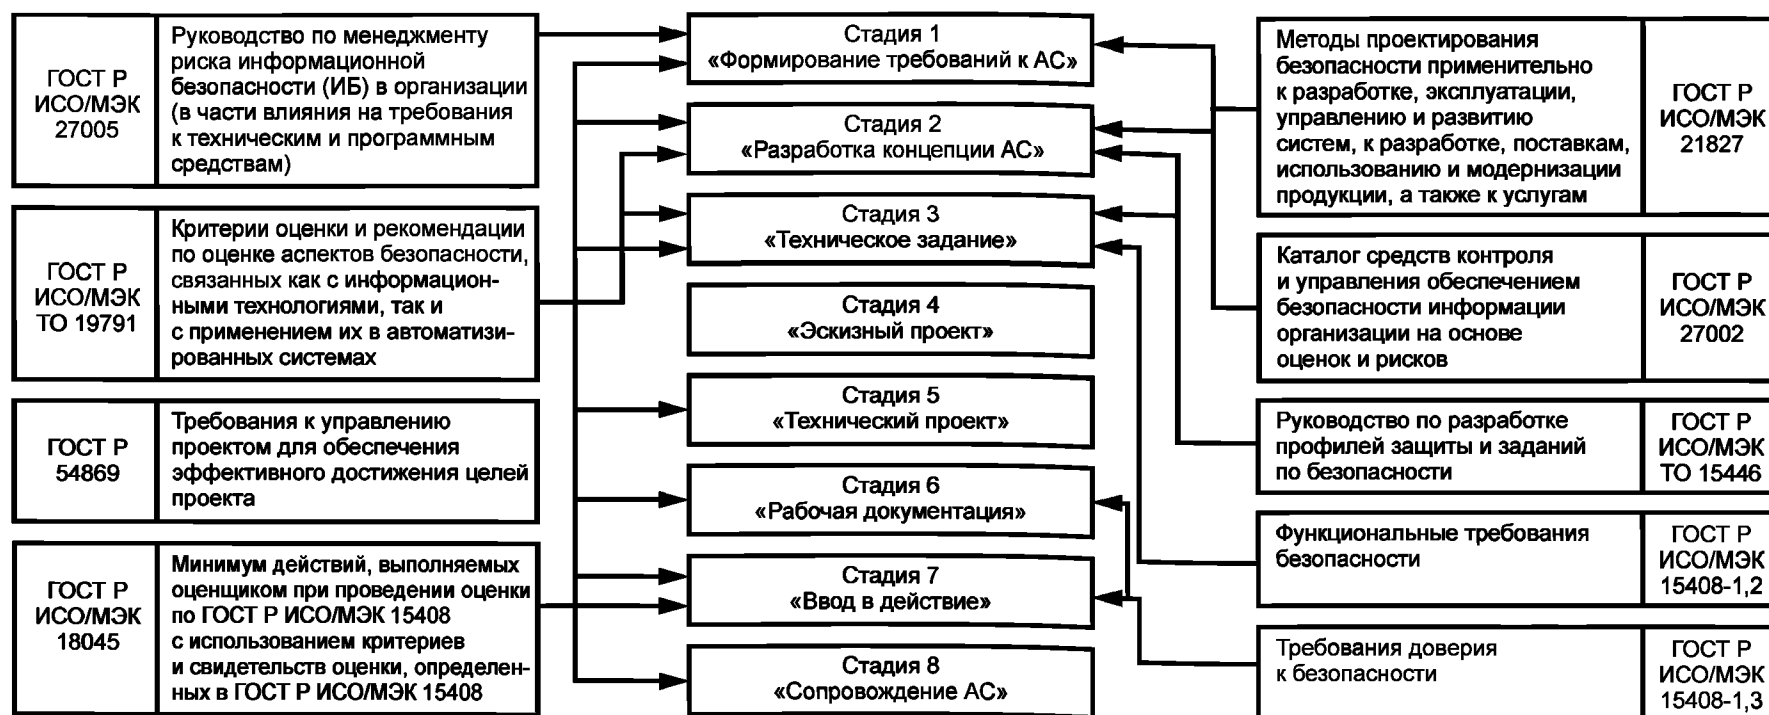 ГОСТ Р
ИСО/МЭК
27005
Руководство по менеджменту
риска информационной
безопасности (ИБ) в организации
(в части влияния на требования
к техническим и программным
средствам)
ГОСТ Р
ИСО/МЭК
ТО 19791
Критерии оценки и рекомендации
по оценке аспектов безопасности,
связанных как с информацион-
ными технологиями, так и
с применением их в автоматизи-
рованных системах
ГОСТ Р
54869
Требования к управлению
проектом для обеспечения
эффективного достижения целей
проекта
ГОСТ Р
ИСО/МЭК
18045
Минимум действий, выполняемых
оценщиком при проведении оценки
по ГОСТ Р ИСО/МЭК 15408
с использованием критериев
и свидетельств оценки, определен-
ных в ГОСТ Р ИСО/МЭК 15408
Стадия 1
«Формирование требований к АС»
Стадия 2
«Разработка концепции АС»
Стадия 3
«Техническое задание»
Стадия 4
«Эскизный проект»
Стадия 5
«Технический проект»
Стадия 6
«Рабочая документация»
Стадия 7
«Ввод в действие»
Стадия 8
«Сопровождение АС»
Методы проектирования
безопасности применительно
к разработке, эксплуатации,
управлению и развитию
систем, к разработке, поставкам,
использованию и модернизации
продукции, а также к услугам
ГОСТ Р
ИСО/МЭК
21827
Каталог средств контроля
и управления обеспечением
безопасности информации
организации на основе
оценок и рисков
ГОСТ Р
ИСО/МЭК
27002
Руководство по разработке
профилей защиты и заданий
по безопасности
ГОСТ Р
ИСО/МЭК
ТО 15446
Функциональные требования
безопасности
ГОСТ Р
ИСО/МЭК
15408-1,2
Требования доверия
к безопасности
ГОСТ Р
ИСО/МЭК
15408-1,3